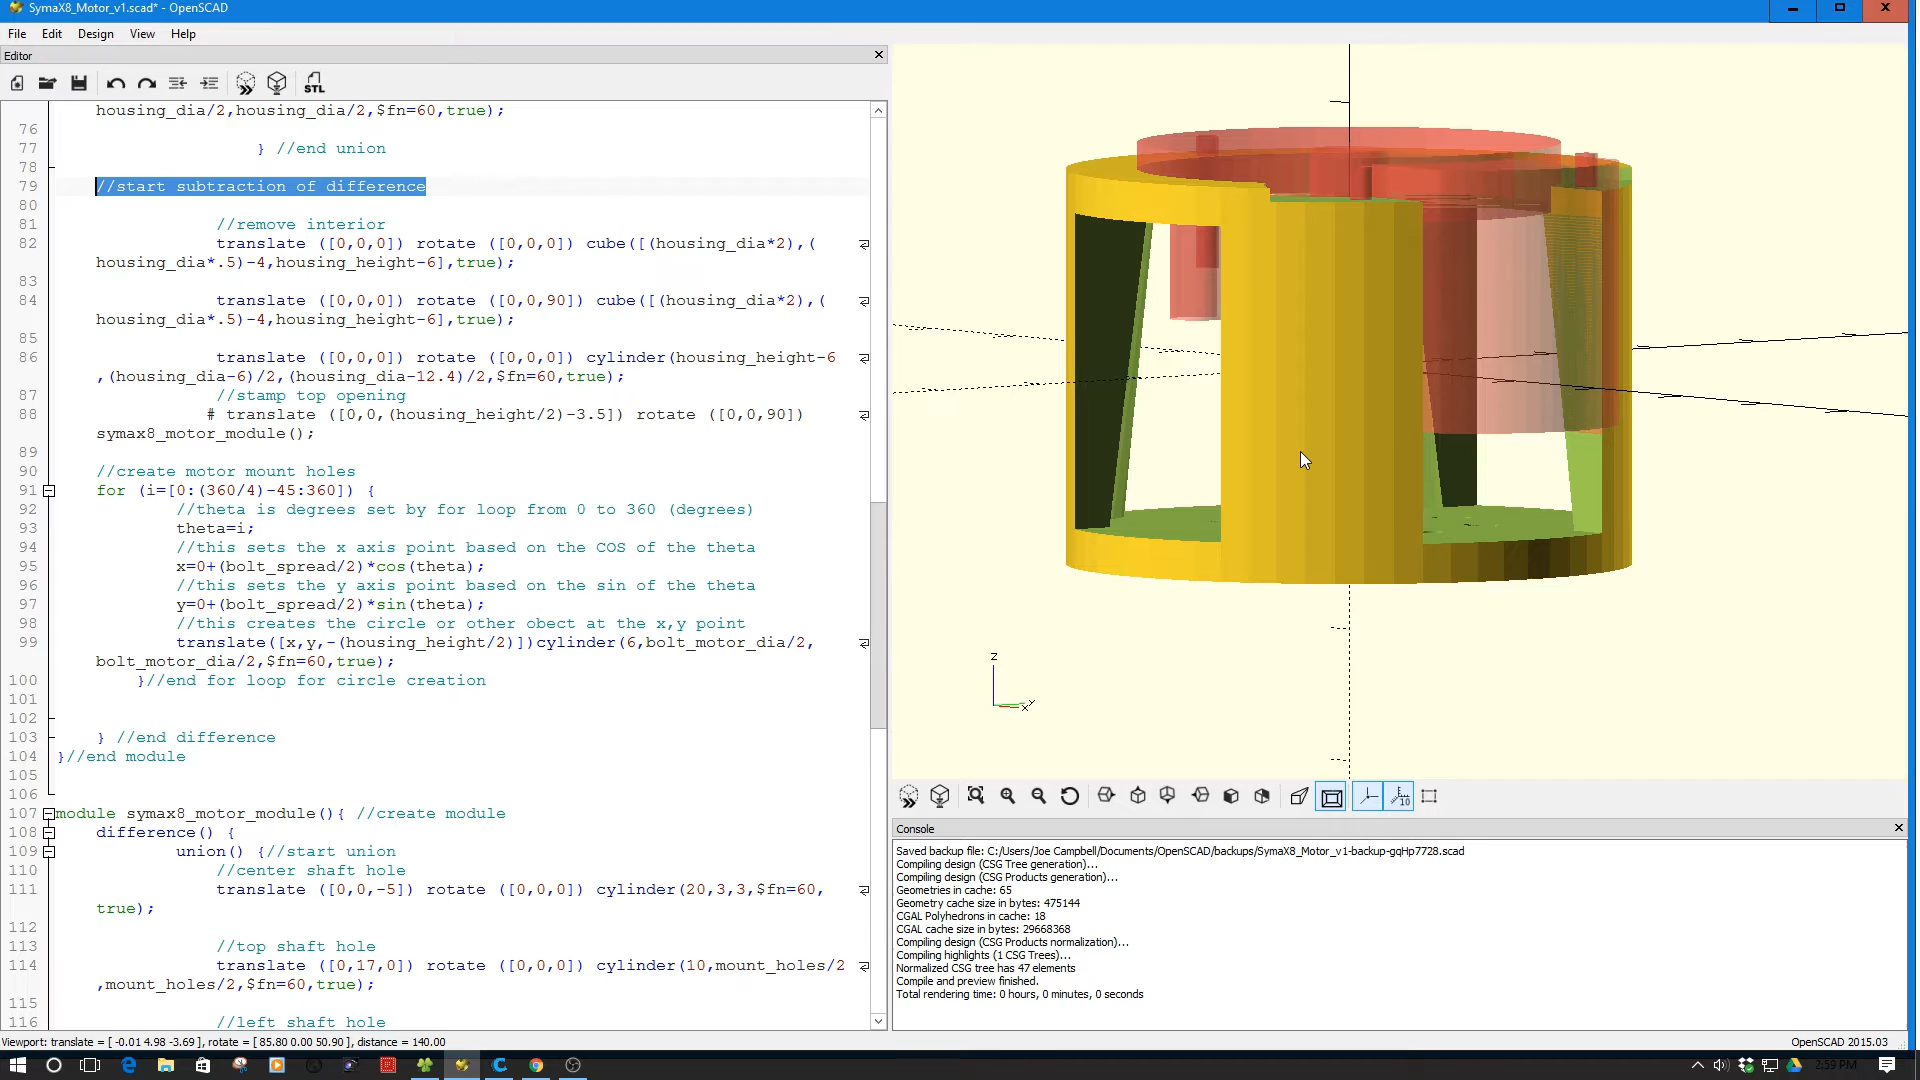 SymaX8_Motor_v1.scad* - OpenSCAD
File Edit Design View Help
Editor
STL
housing_dia/2,housing_dia/2,$fn=60,true);
76
77 } //end union
78
79 //start subtraction of difference
80
81 //remove interior
82 translate ([0,0,0]) rotate ([0,0,0]) cube([(housing_dia*2),(
housing_dia*.5)-4,housing_height-6],true);
83
84 translate ([0,0,0]) rotate ([0,0,90]) cube([(housing_dia*2),(
housing_dia*.5)-4,housing_height-6],true);
85
86 translate ([0,0,0]) rotate ([0,0,0]) cylinder(housing_height-6
,(housing_dia-6)/2,(housing_dia-12.4)/2,$fn=60,true);
87 //stamp top opening
88 # translate ([0,0,(housing_height/2)-3.5]) rotate ([0,0,90])
symax8_motor_module();
89
90 //create motor mount holes
91 for (i=[0:(360/4)-45:360]) {
92 //theta is degrees set by for loop from 0 to 360 (degrees)
93 theta=i;
94 //this sets the x axis point based on the COS of the theta
95 x=0+(bolt_spread/2)*cos(theta);
96 //this sets the y axis point based on the sin of the theta
97 y=0+(bolt_spread/2)*sin(theta);
98 //this creates the circle or other obect at the x,y point
99 translate([x,y,-(housing_height/2)])cylinder(6,bolt_motor_dia/2,
bolt_motor_dia/2,$fn=60,true);
100 }//end for loop for circle creation
101
102
103 } //end difference
104 }//end module
105
106
107 module symax8_motor_module(){ //create module
108 difference() {
109 union() {//start union
110 //center shaft hole
111 translate ([0,0,-5]) rotate ([0,0,0]) cylinder(20,3,3,$fn=60,
true);
112
113 //top shaft hole
114 translate ([0,17,0]) rotate ([0,0,0]) cylinder(10,mount_holes/2
,mount_holes/2,$fn=60,true);
115
116 //left shaft hole
z
x y
10
Console
Saved backup file: C:/Users/Joe Campbell/Documents/OpenSCAD/backups/SymaX8_Motor_v1-backup-gqHp7728.scad
Compiling design (CSG Tree generation)...
Compiling design (CSG Products generation)...
Geometries in cache: 65
Geometry cache size in bytes: 475144
CGAL Polyhedrons in cache: 18
CGAL cache size in bytes: 29668368
Compiling design (CSG Products normalization)...
Compiling highlights (1 CSG Trees)...
Normalized CSG tree has 47 elements
Compile and preview finished.
Total rendering time: 0 hours, 0 minutes, 0 seconds
Viewport: translate = [ -0.01 4.98 -3.69 ], rotate = [ 85.80 0.00 50.90 ], distance = 140.00
OpenSCAD 2015.03
2:59 PM